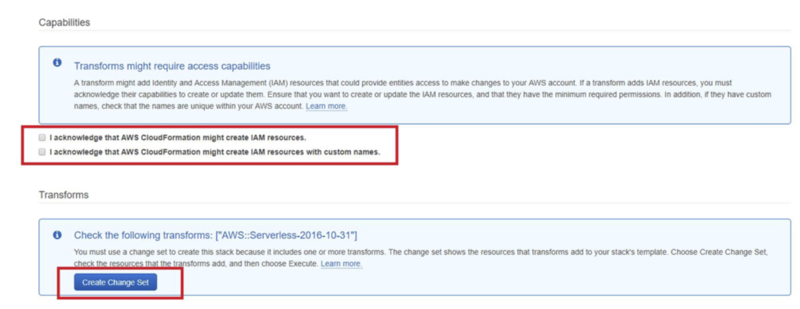 Capabilities
Transforms might require access capabilities
A transform might add Identity and Access Management (IAM) resources that could provide entities access to make changes to your AWS account. If a transform adds IAM resources, you must
acknowledge their capabilities to create or update them. Ensure that you want to create or update the IAM resources, and that they have the minimum required permissions. In addition, if they have custom
names, check that the names are unique within your AWS account. Learn more.
I acknowledge that AWS CloudFormation might create IAM resources.
I acknowledge that AWS CloudFormation might create IAM resources with custom names.
Transforms
Check the following transforms: ["AWS::Serverless-2016-10-31"]
You must use a change set to create this stack because it includes one or more transforms. The change set shows the resources that transforms add to your stack's template. Choose Create Change Set,
check the resources that the transforms add, and then choose Execute. Learn more.
Create Change Set